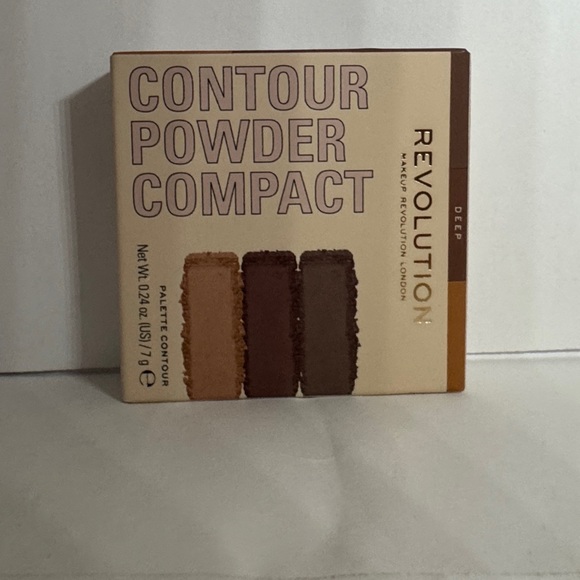 CONTOUR
POWDER
COMPACT
REVOLUTION
MAKEUP REVOLUTION LONDON
DEEP
PALETTE CONTOUR
Net Wt. 0.24 oz. (US) / 7 g ℮